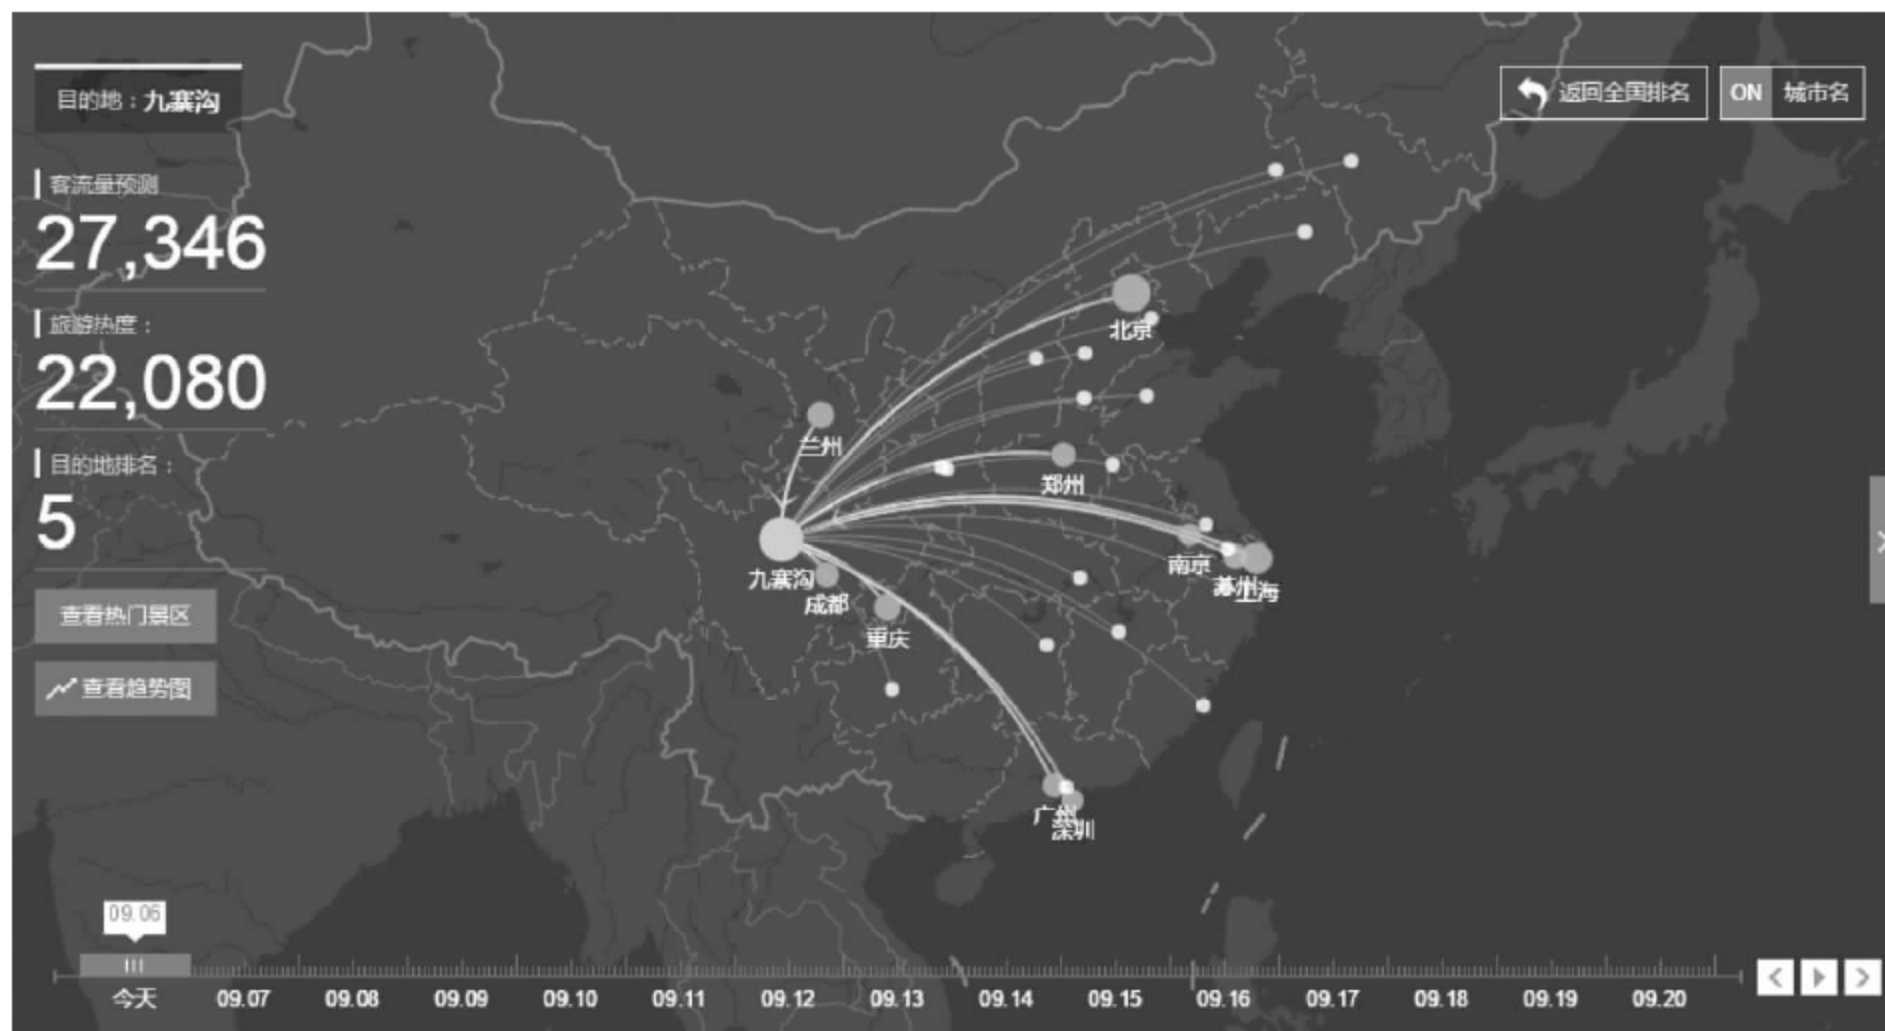 目的地：九寨沟
返回全国排名
ON 城市名
客流量预测
27,346
旅游热度：
22,080
目的地排名：
5
查看热门景区
查看趋势图
北京
兰州
郑州
南京
苏州
上海
九寨沟
成都
重庆
广州
深圳
09.06
今天 09.07 09.08 09.09 09.10 09.11 09.12 09.13 09.14 09.15 09.16 09.17 09.18 09.19 09.20